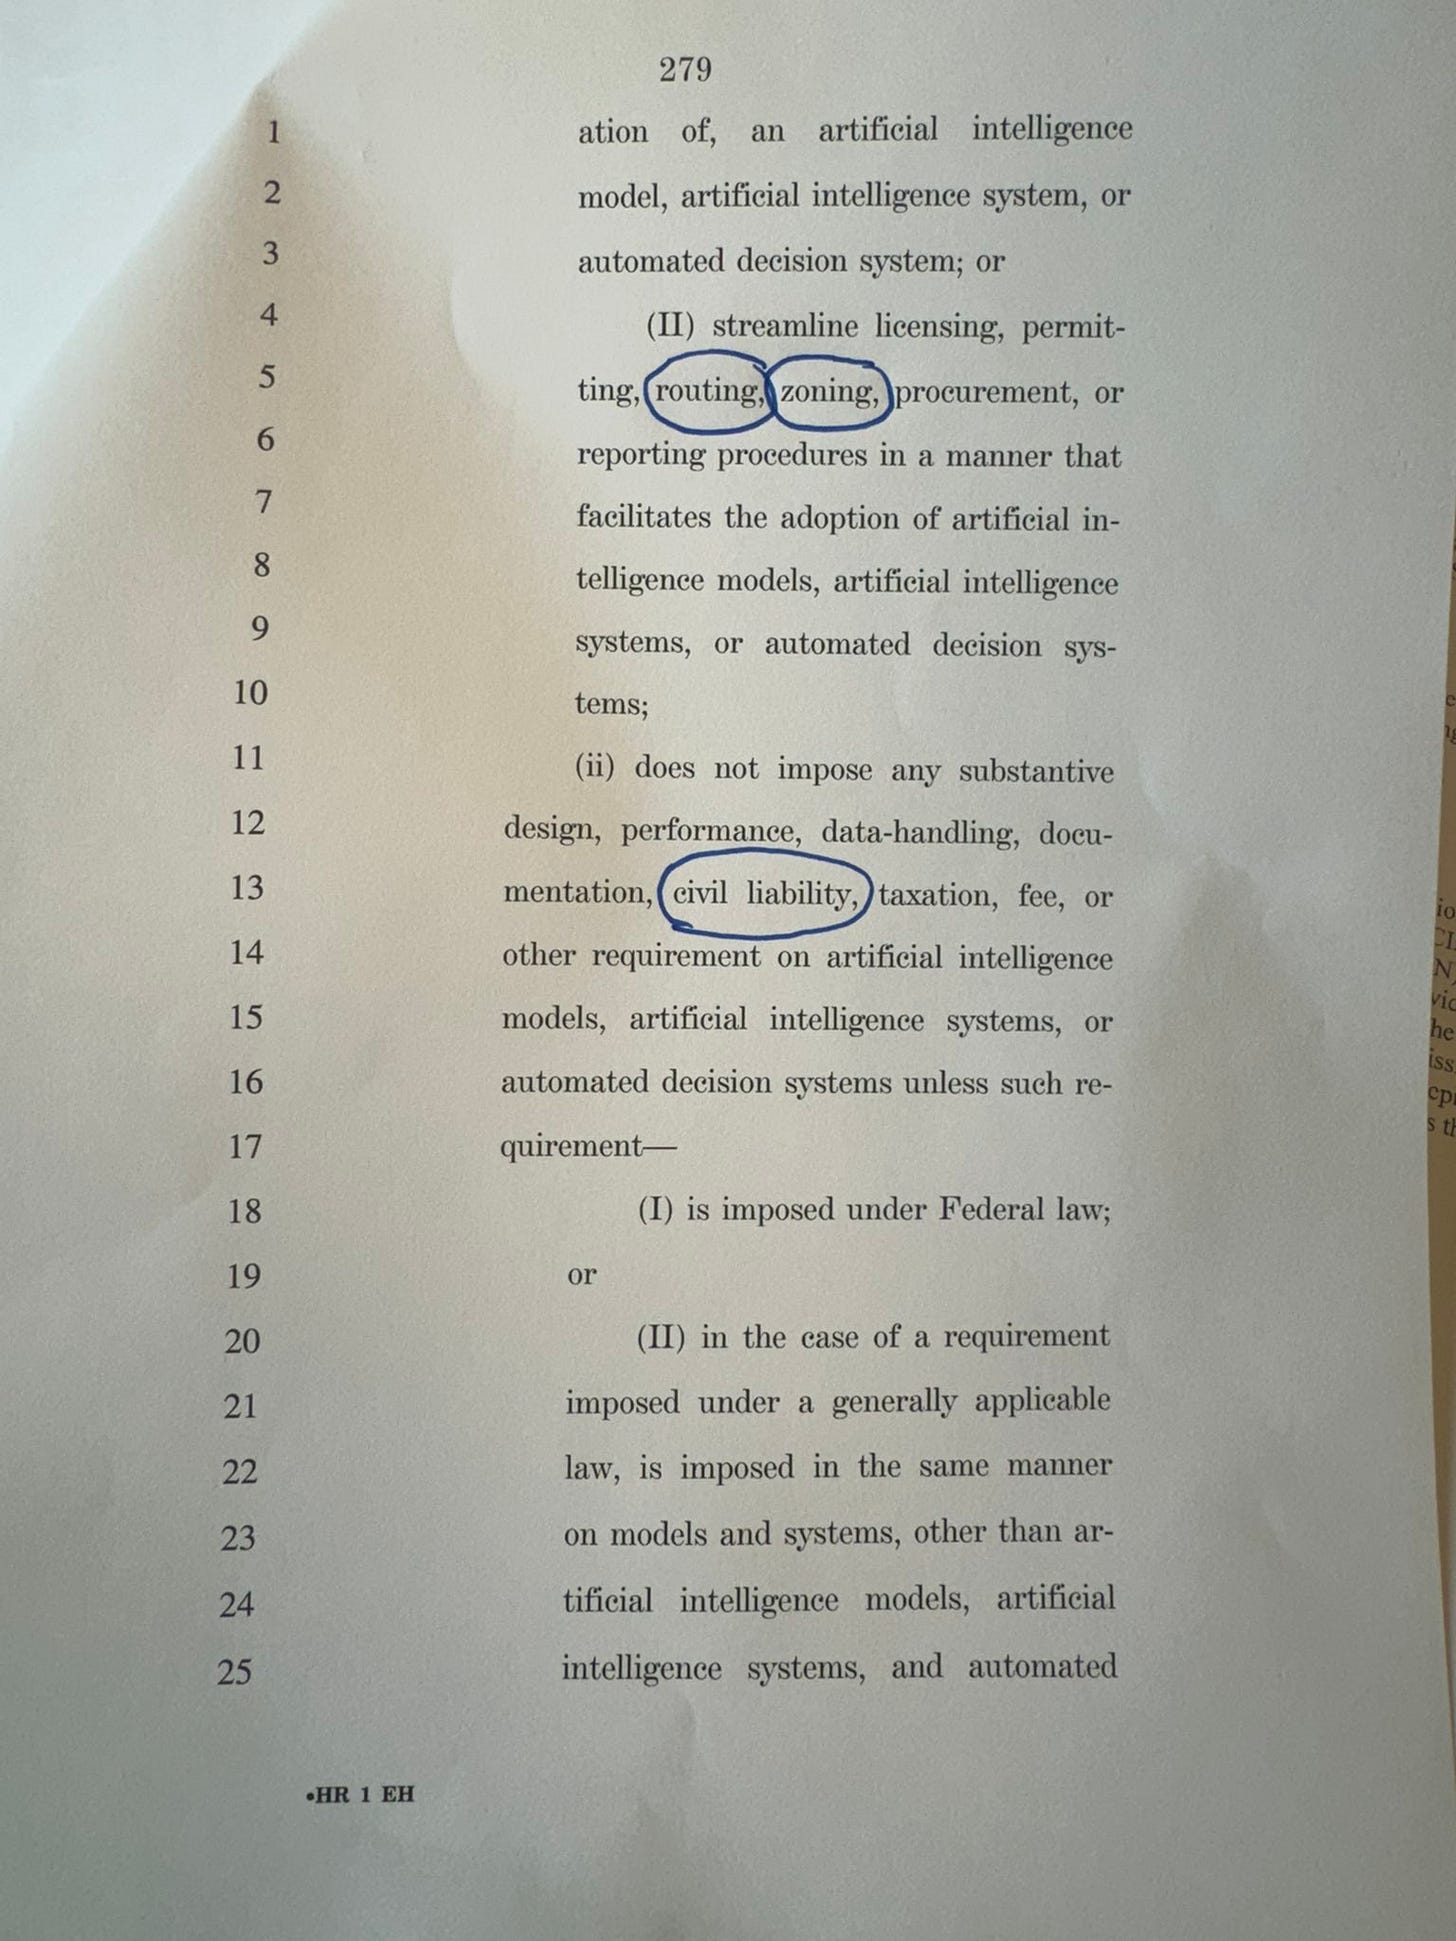 279
1 ation of, an artificial intelligence
2 model, artificial intelligence system, or
3 automated decision system; or
4 (II) streamline licensing, permit-
5 ting, routing, zoning, procurement, or
6 reporting procedures in a manner that
7 facilitates the adoption of artificial in-
8 telligence models, artificial intelligence
9 systems, or automated decision sys-
10 tems;
11 (ii) does not impose any substantive
12 design, performance, data-handling, docu-
13 mentation, civil liability, taxation, fee, or
14 other requirement on artificial intelligence
15 models, artificial intelligence systems, or
16 automated decision systems unless such re-
17 quirement—
18 (I) is imposed under Federal law;
19 or
20 (II) in the case of a requirement
21 imposed under a generally applicable
22 law, is imposed in the same manner
23 on models and systems, other than ar-
24 tificial intelligence models, artificial
25 intelligence systems, and automated
•HR 1 EH